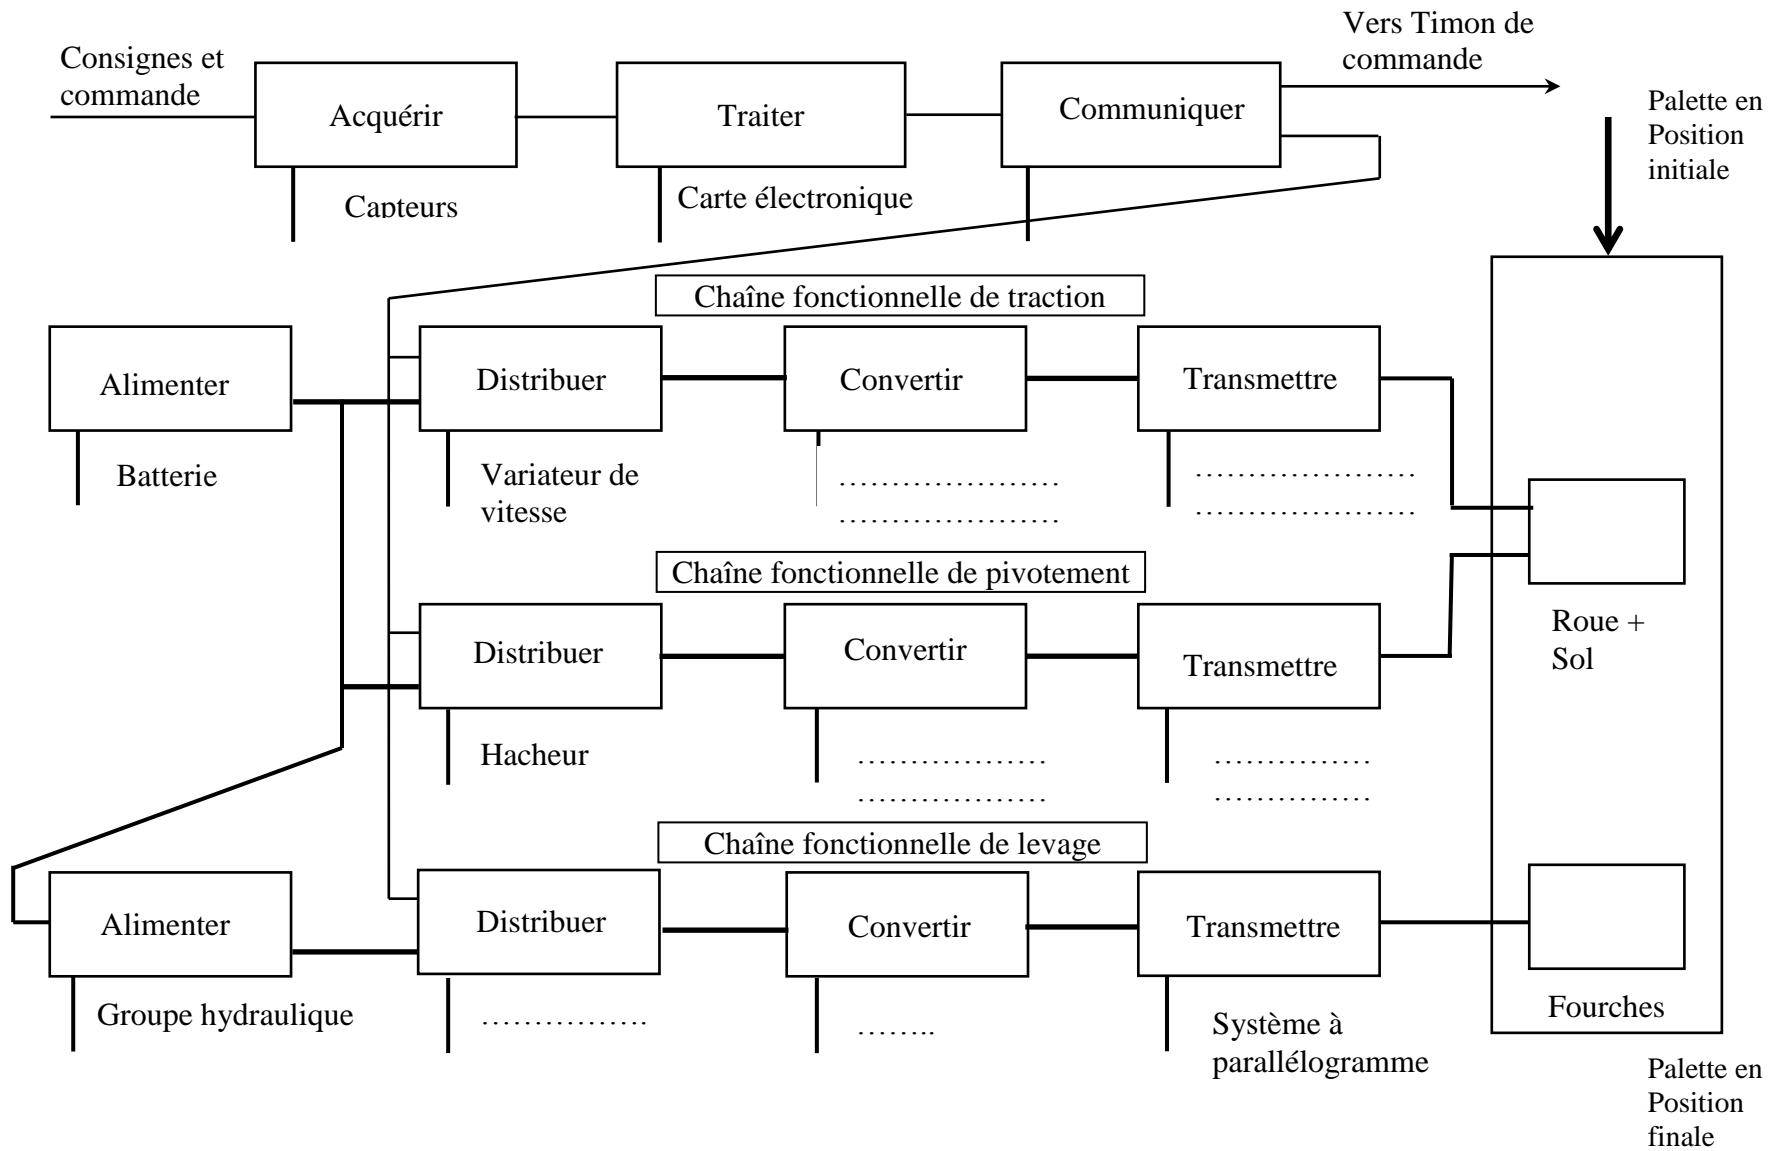 Consignes et
commande
Acquérir
Traiter
Communiquer
Vers Timon de
commande
Palette en
Position
initiale
Capteurs
Carte électronique
Chaîne fonctionnelle de traction
Alimenter
Distribuer
Convertir
Transmettre
Batterie
Variateur de
vitesse
…………………
…………………
…………………
…………………
Chaîne fonctionnelle de pivotement
Distribuer
Convertir
Transmettre
Roue +
Sol
Hacheur
………………
………………
……………
……………
Chaîne fonctionnelle de levage
Alimenter
Distribuer
Convertir
Transmettre
Groupe hydraulique
…………….
……..
Système à
parallélogramme
Fourches
Palette en
Position
finale